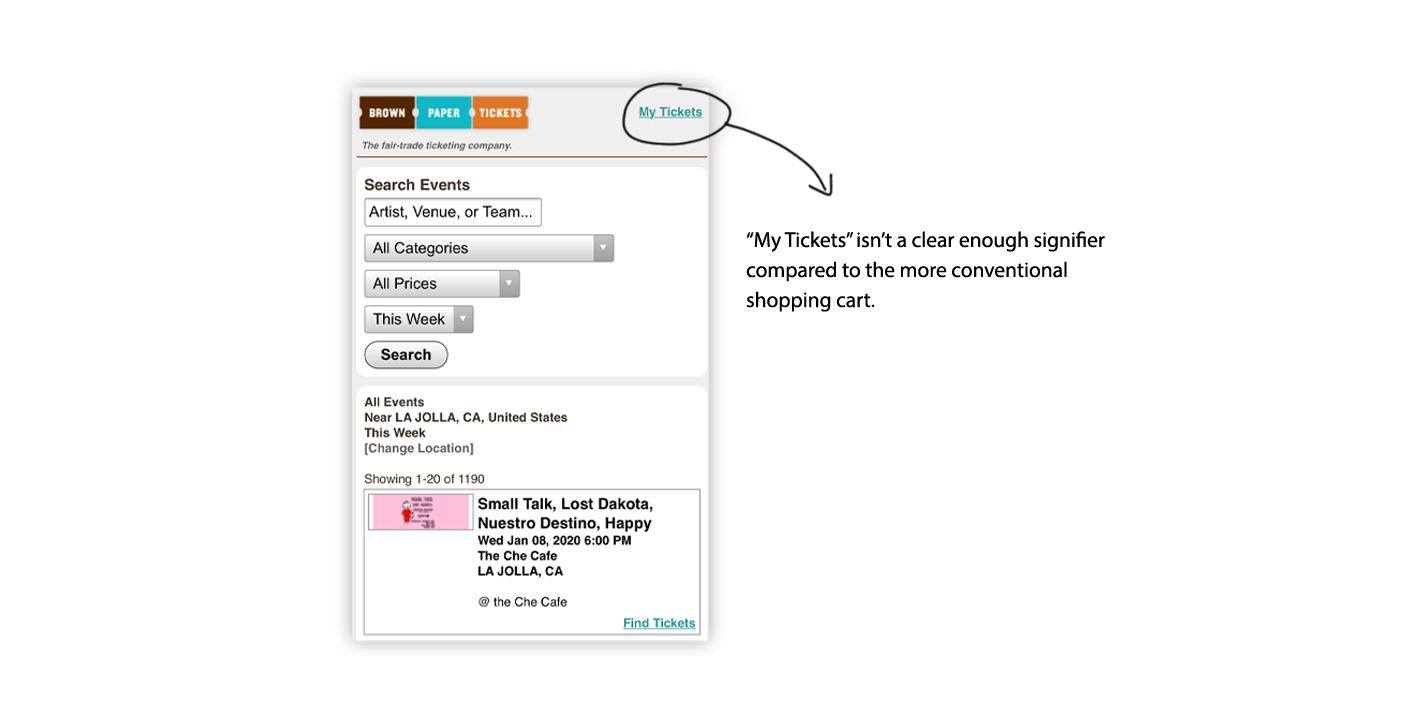 BROWN PAPER TICKETS
My Tickets
The fair-trade ticketing company.
Search Events
Artist, Venue, or Team...
All Categories
All Prices
This Week
Search
All Events
Near LA JOLLA, CA, United States
This Week
[Change Location]
Showing 1-20 of 1190
Small Talk, Lost Dakota,
Nuestro Destino, Happy
Wed Jan 08, 2020 6:00 PM
The Che Cafe
LA JOLLA, CA
@ the Che Cafe
Find Tickets
“My Tickets” isn’t a clear enough signifier
compared to the more conventional
shopping cart.